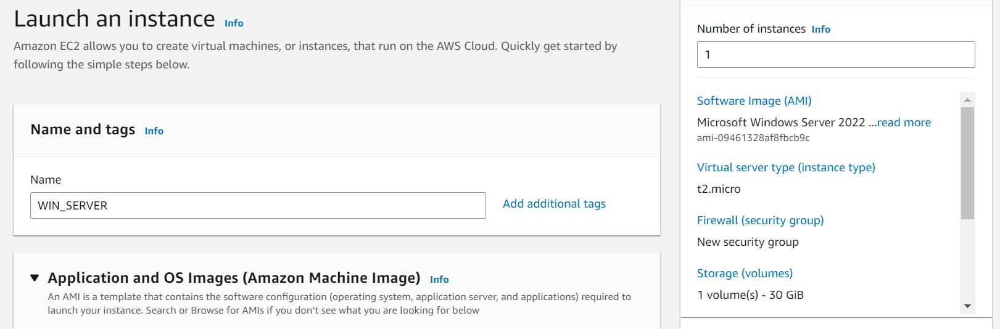 Launch an instance Info
Amazon EC2 allows you to create virtual machines, or instances, that run on the AWS Cloud. Quickly get started by
following the simple steps below.
Name and tags Info
Name
WIN_SERVER
Add additional tags
Application and OS Images (Amazon Machine Image) Info
An AMI is a template that contains the software configuration (operating system, application server, and applications) required to
launch your instance. Search or Browse for AMIs if you don’t see what you are looking for below
Number of instances Info
1
Software Image (AMI)
Microsoft Windows Server 2022 ...read more
ami-09461328af8fbcb9c
Virtual server type (instance type)
t2.micro
Firewall (security group)
New security group
Storage (volumes)
1 volume(s) - 30 GiB